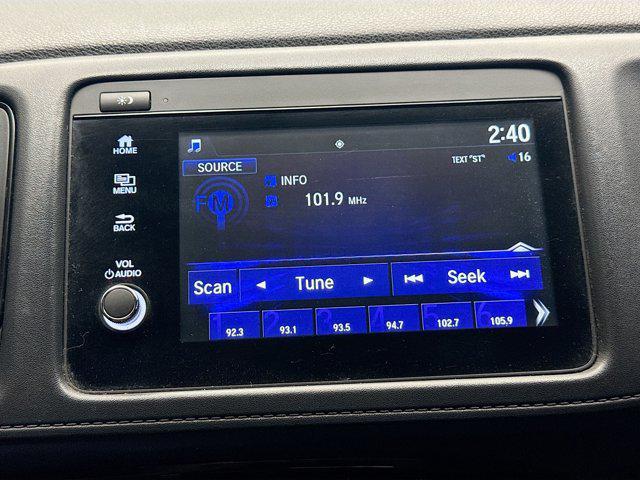 2:40
HOME
SOURCE
TEXT "ST" 16
INFO
MENU
FM
101.9 MHz
BACK
VOL
AUDIO
Scan Tune Seek
1 2 3 4 5 6
92.3 93.1 93.5 94.7 102.7 105.9